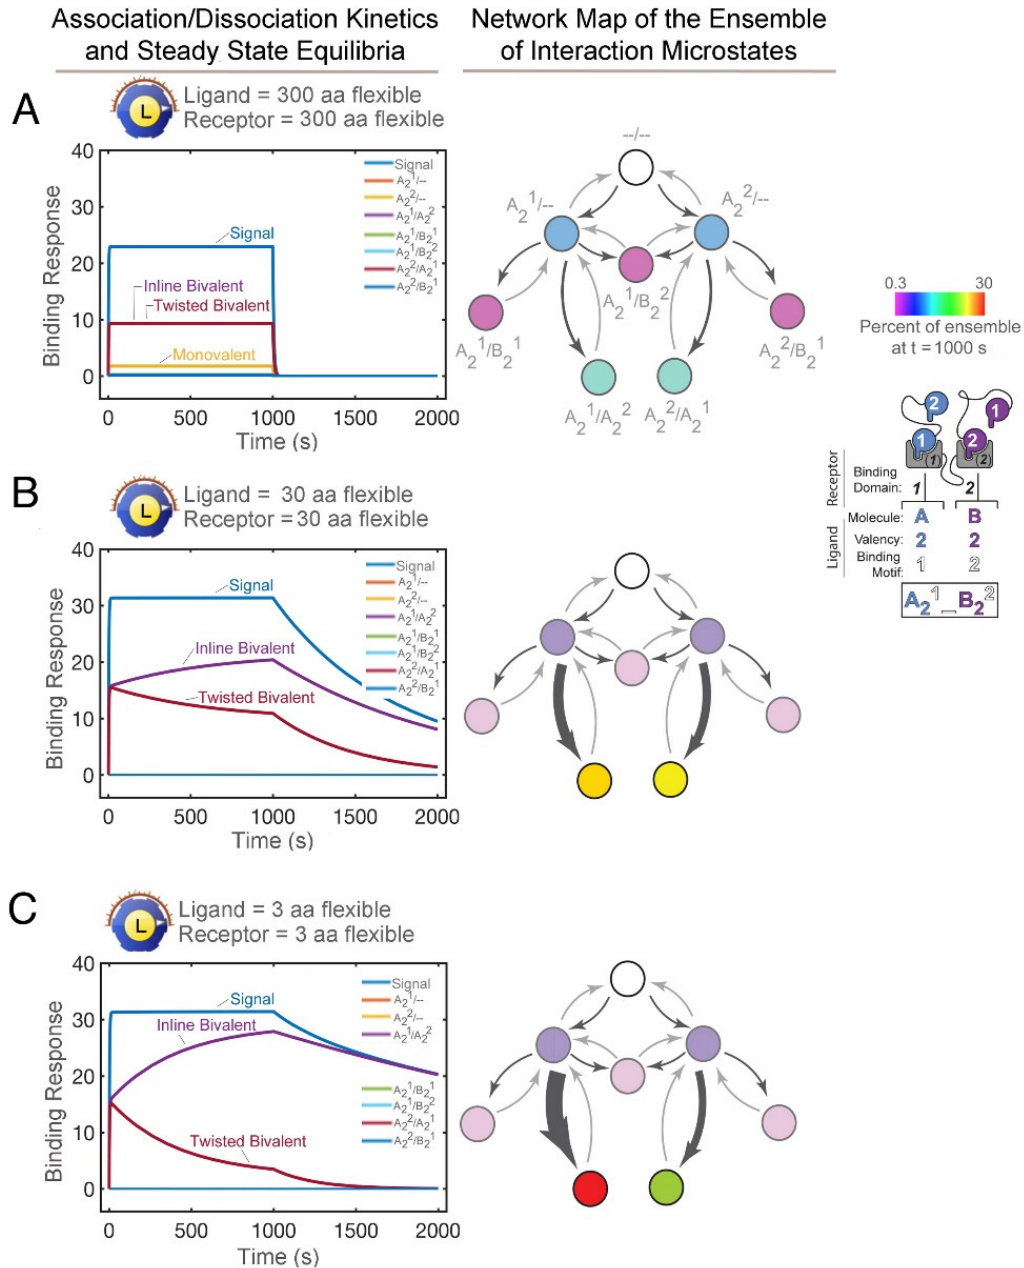 Association/Dissociation Kinetics
and Steady State Equilibria
Network Map of the Ensemble
of Interaction Microstates
A
L
Ligand = 300 aa flexible
Receptor = 300 aa flexible
Binding Response
40
30
20
10
0
Signal
Inline Bivalent
Twisted Bivalent
Monovalent
Signal
A₂¹/--
A₂²/--
A₂¹/A₂²
A₂¹/B₂¹
A₂¹/B₂²
A₂²/A₂¹
A₂²/B₂¹
0 500 1000 1500 2000
Time (s)
--/--
A₂¹/--
A₂²/--
A₂¹/B₂²
A₂¹/B₂¹
A₂²/B₂¹
A₂¹/A₂²
A₂²/A₂¹
0.3 30
Percent of ensemble
at t = 1000 s
2
1
1
2
(1)
(2)
Receptor
Binding
Domain: 1 2
Ligand
Molecule: A B
Valency: 2 2
Binding
Motif: 1 2
A₂¹_B₂²
B
L
Ligand = 30 aa flexible
Receptor = 30 aa flexible
Binding Response
40
30
20
10
0
Signal
Inline Bivalent
Twisted Bivalent
Signal
A₂¹/--
A₂²/--
A₂¹/A₂²
A₂¹/B₂¹
A₂¹/B₂²
A₂²/A₂¹
A₂²/B₂¹
0 500 1000 1500 2000
Time (s)
C
L
Ligand = 3 aa flexible
Receptor = 3 aa flexible
Binding Response
40
30
20
10
0
Signal
Inline Bivalent
Twisted Bivalent
Signal
A₂¹/--
A₂²/--
A₂¹/A₂²
A₂¹/B₂¹
A₂¹/B₂²
A₂²/A₂¹
A₂²/B₂¹
0 500 1000 1500 2000
Time (s)